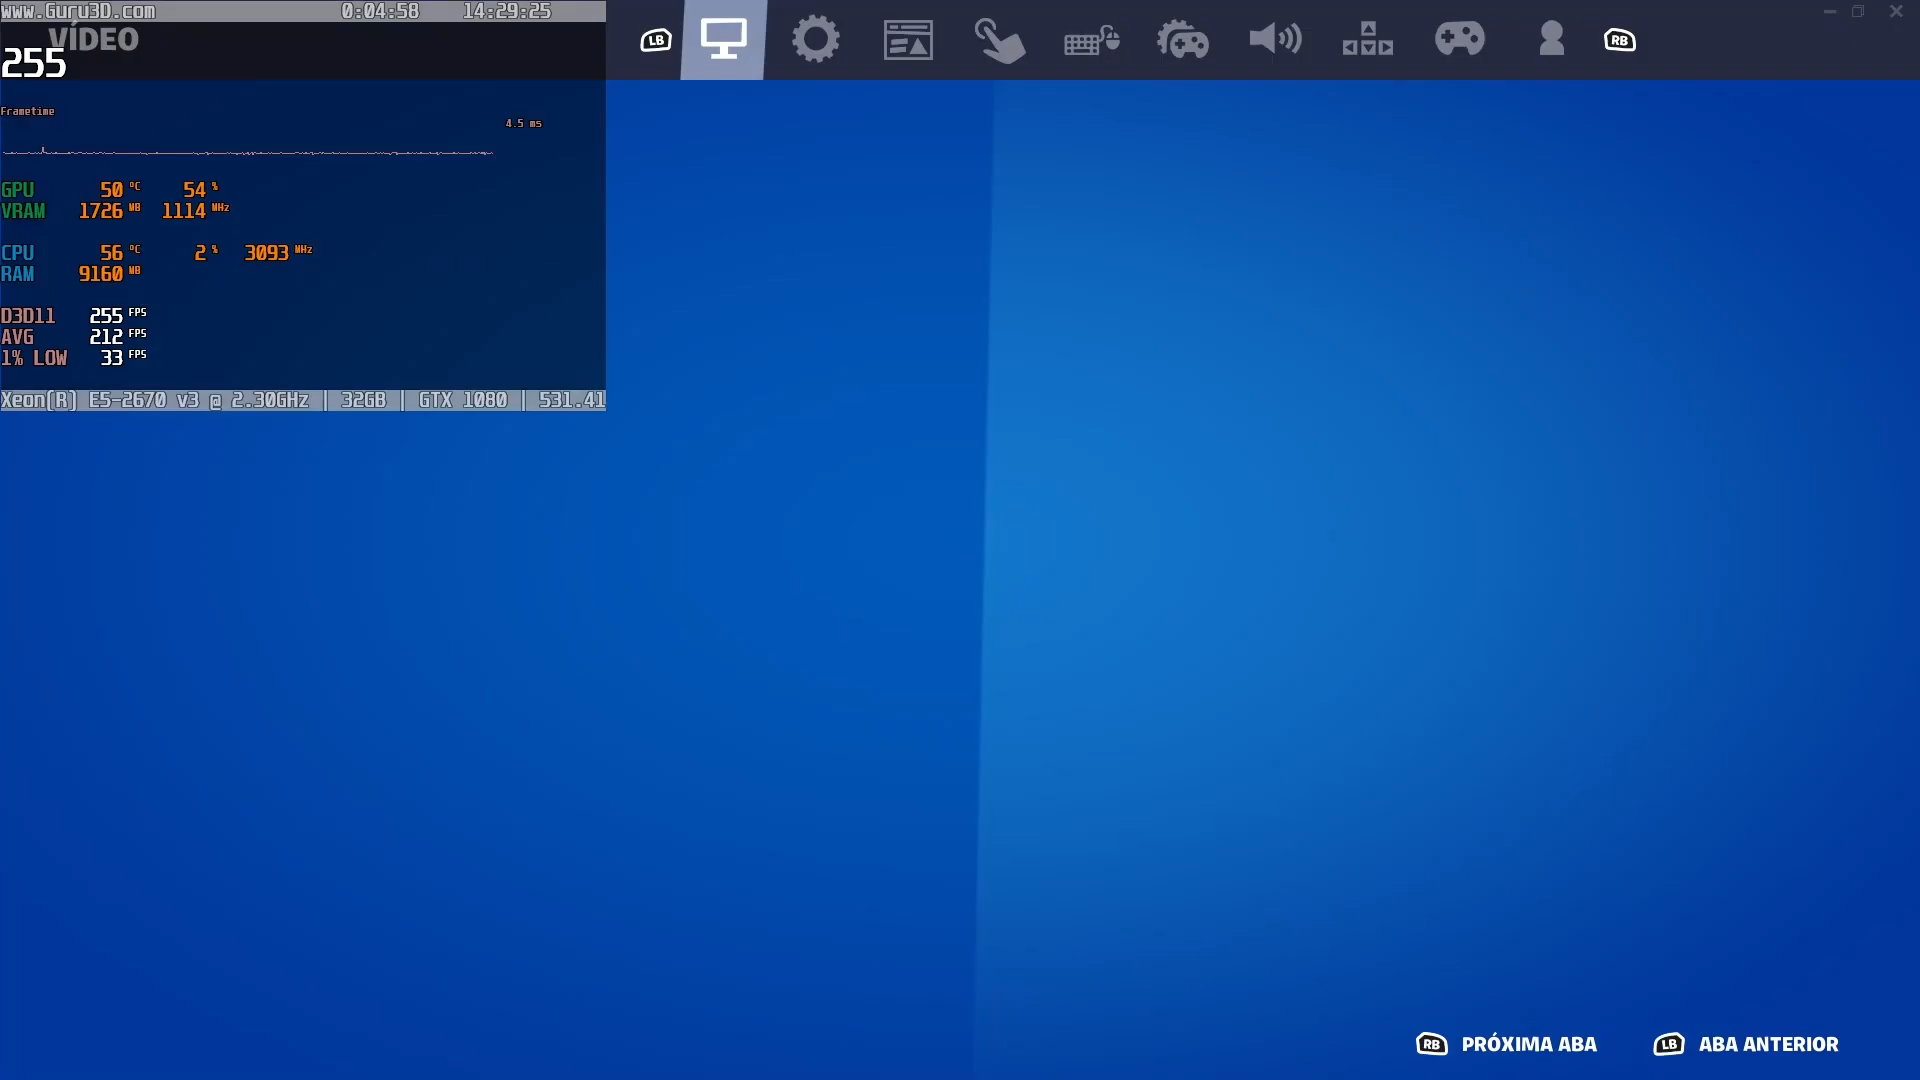 www.Guru3D.com 0:04:58 14:29:25
VÍDEO
255
LB RB
Frametime
4.5 ms
GPU 50 °C 54 %
VRAM 1726 MB 1114 MHz
CPU 56 °C 2 % 3093 MHz
RAM 9160 MB
D3D11 255 FPS
AVG 212 FPS
1% LOW 33 FPS
Xeon(R) E5-2670 v3 @ 2.30GHz | 32GB | GTX 1080 | 531.41
RB PRÓXIMA ABA LB ABA ANTERIOR